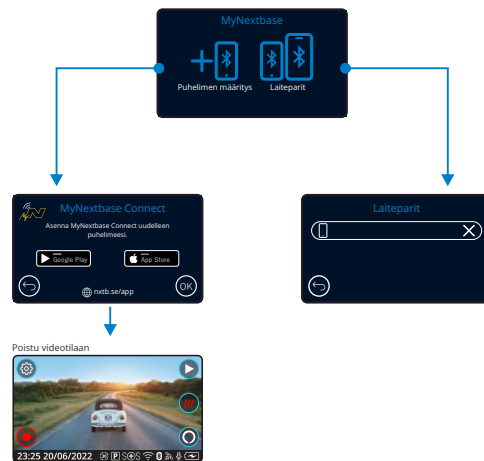 MyNextbase
Puhelimen määritys
Laiteparit
MyNextbase Connect
Asenna MyNextbase Connect uudelleen
puhelimeesi.
Google Play
App Store
OK
nxtb.se/app
Laiteparit
Poistu videotilaan
23:25 20/06/2022 P SOS